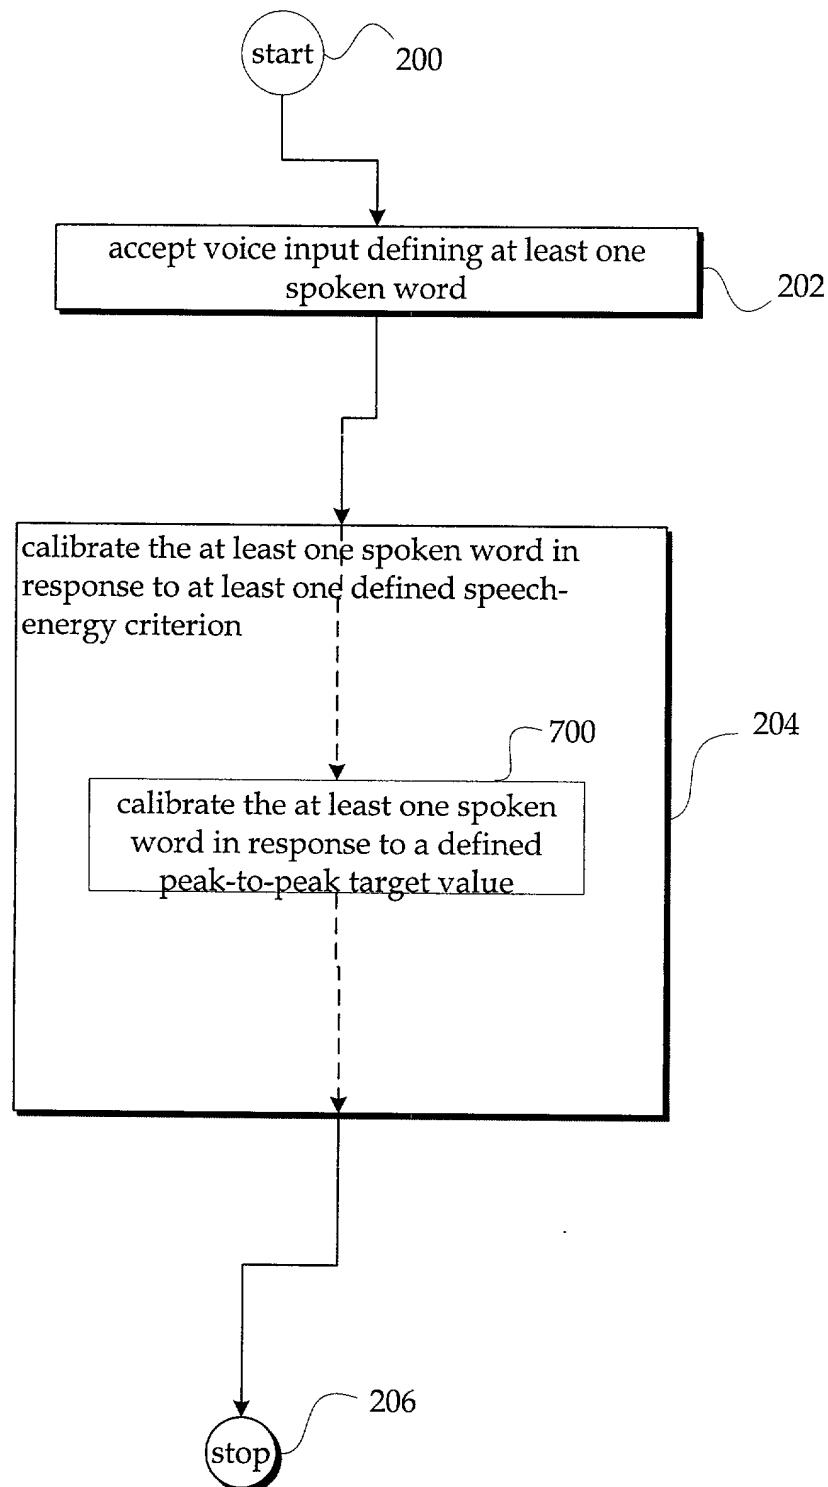 start
200
accept voice input defining at least one
spoken word
202
calibrate the at least one spoken word in
response to at least one defined speech-
energy criterion
204
700
calibrate the at least one spoken
word in response to a defined
peak-to-peak target value
206
stop